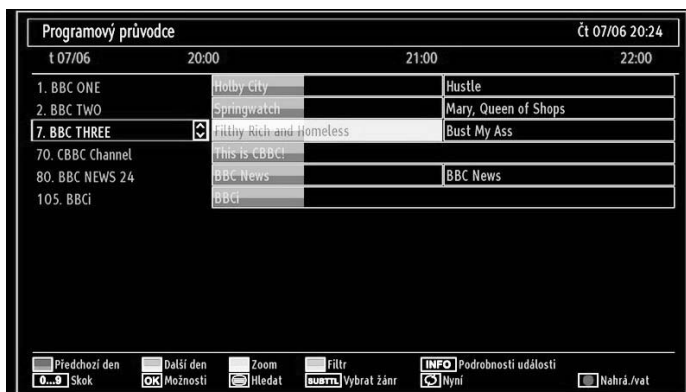 Programový průvodce Čt 07/06 20:24
t 07/06 20:00 21:00 22:00
1. BBC ONE Holby City Hustle
2. BBC TWO Springwatch Mary, Queen of Shops
7. BBC THREE Filthy Rich and Homeless Bust My Ass
70. CBBC Channel This is CBBC!
80. BBC NEWS 24 BBC News BBC News
105. BBCi BBCi
Předchozí den Další den Zoom Filtr INFO Podrobnosti události
0...9 Skok OK Možnosti Hledat SUBTTL Vybrat žánr Nyní Nahrá./vat